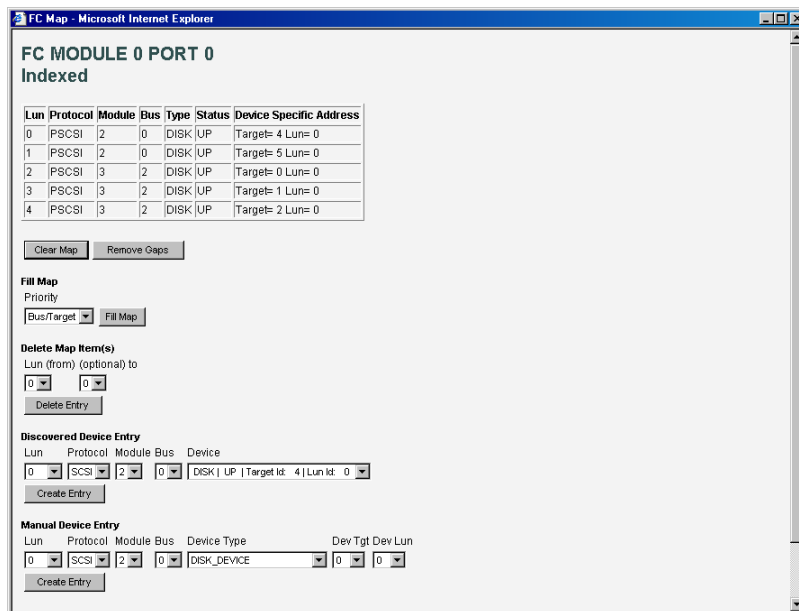 FC Map - Microsoft Internet Explorer
FC MODULE 0 PORT 0
Indexed
Lun Protocol Module Bus Type Status Device Specific Address
0 PSCSI 2 0 DISK UP Target= 4 Lun= 0
1 PSCSI 2 0 DISK UP Target= 5 Lun= 0
2 PSCSI 3 2 DISK UP Target= 0 Lun= 0
3 PSCSI 3 2 DISK UP Target= 1 Lun= 0
4 PSCSI 3 2 DISK UP Target= 2 Lun= 0
Clear Map Remove Gaps
Fill Map
Priority
Bus/Target Fill Map
Delete Map Item(s)
Lun (from) (optional) to
0 0
Delete Entry
Discovered Device Entry
Lun Protocol Module Bus Device
0 SCSI 2 0 DISK | UP | Target Id: 4 | Lun Id: 0
Create Entry
Manual Device Entry
Lun Protocol Module Bus Device Type Dev Tgt Dev Lun
0 SCSI 2 0 DISK_DEVICE 0 0
Create Entry